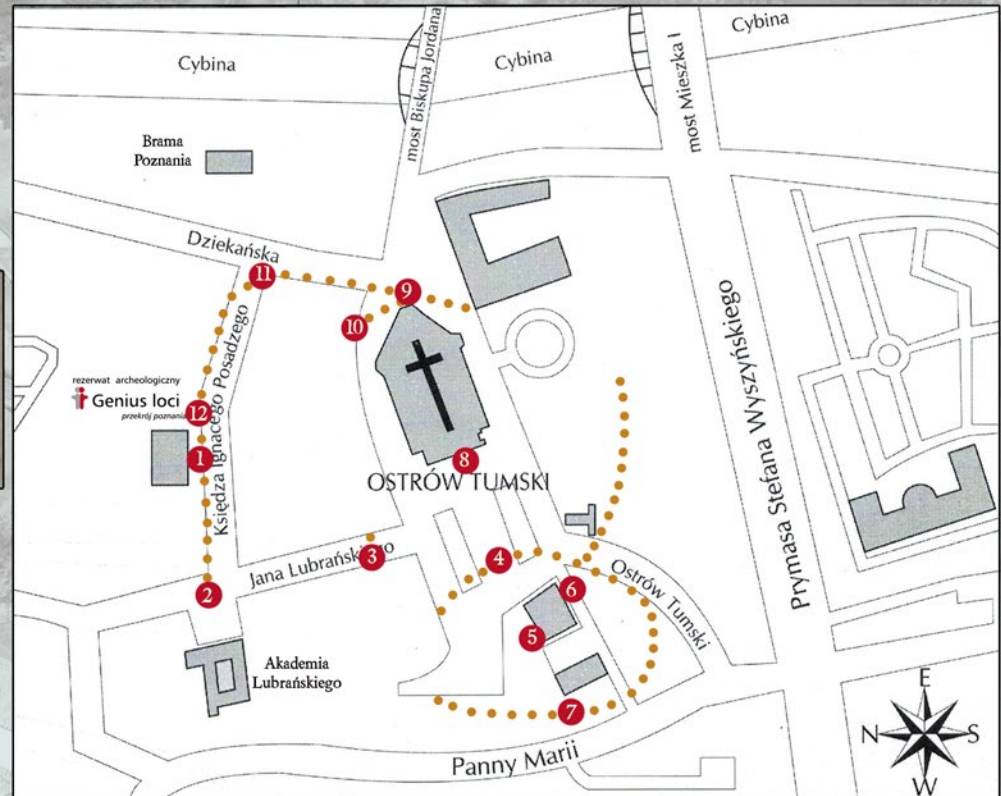 Cybina
most Biskupa Jordana
Cybina
most Mieszka I
Cybina
Brama
Poznania
Dziekańska
11
9
10
Księdza Ignacego Posadzego
rezerwat archeologiczny
Genius loci
przekrój poznania
12
1
8
OSTRÓW TUMSKI
Prymasa Stefana Wyszyńskiego
Jana Lubrańskiego
3
4
2
6
Ostrów Tumski
5
Akademia
Lubrańskiego
7
Panny Marii
E
N
S
W